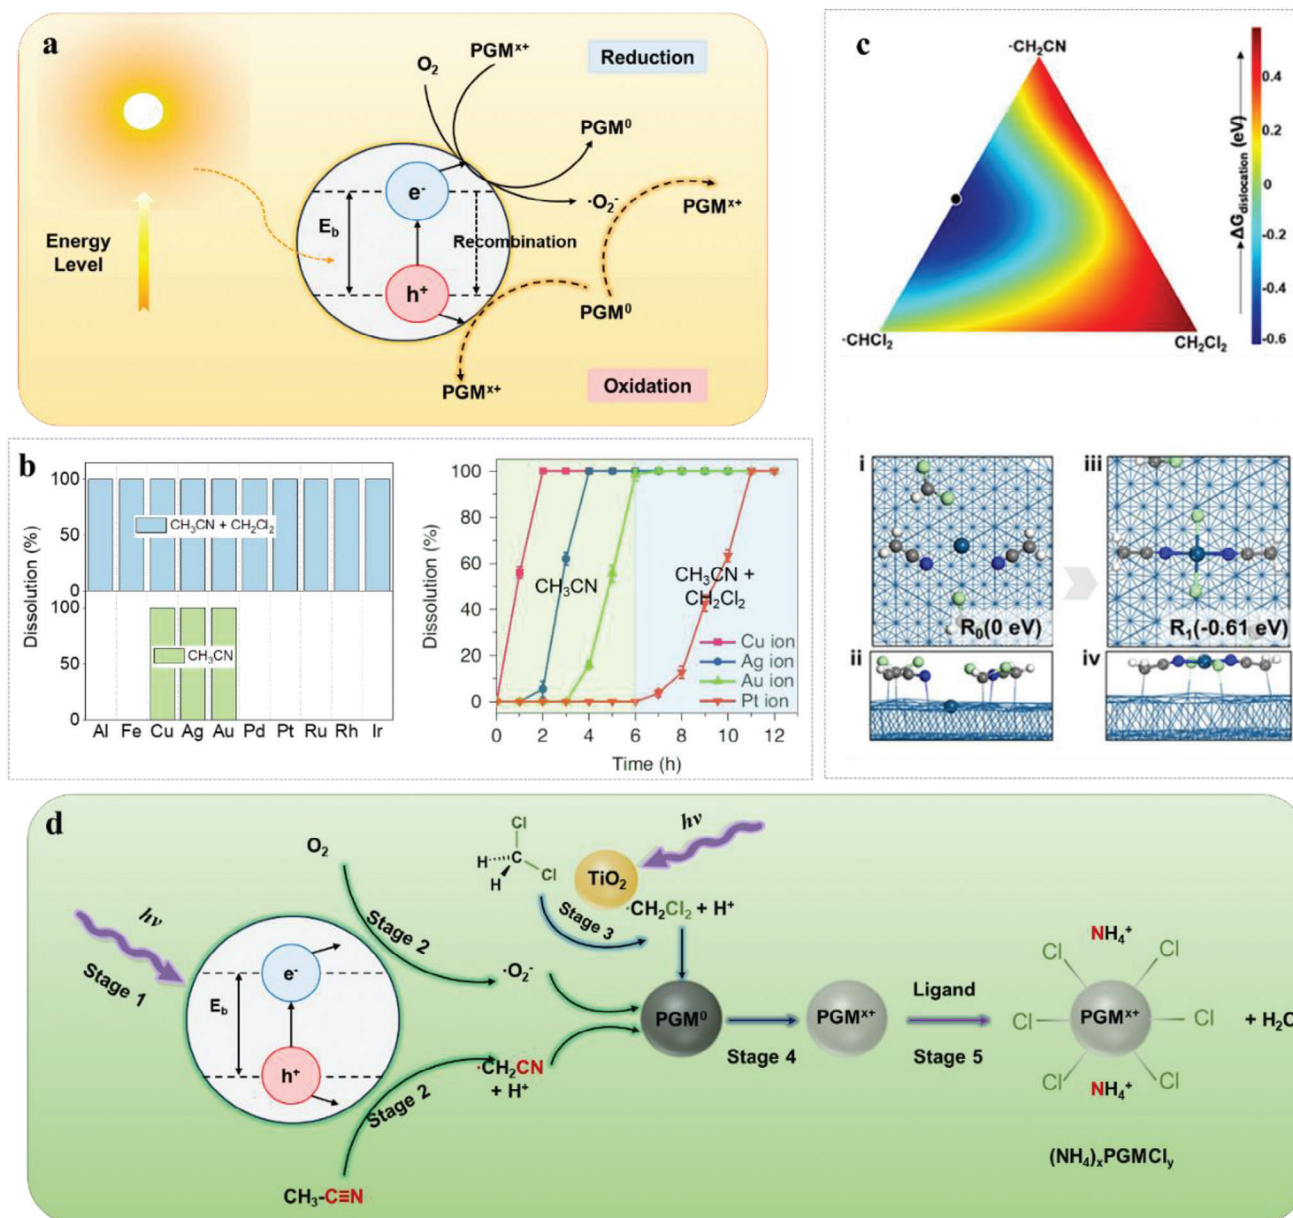 a
Reduction
O₂
PGMˣ⁺
PGM⁰
·O₂⁻
PGMˣ⁺
e⁻
E_b
Recombination
h⁺
PGM⁰
PGMˣ⁺
Oxidation
Energy
Level
b
Dissolution (%)
100
50
0
CH₃CN + CH₂Cl₂
100
50
0
CH₃CN
Al Fe Cu Ag Au Pd Pt Ru Rh Ir
Dissolution (%)
100
80
60
40
20
0
CH₃CN
CH₃CN +
CH₂Cl₂
Cu ion
Ag ion
Au ion
Pt ion
0 2 4 6 8 10 12
Time (h)
c
·CH₂CN
·CHCl₂
CH₂Cl₂
ΔG_dislocation (eV)
0.4
0.2
0
-0.2
-0.4
-0.6
i
R₀(0 eV)
ii
iii
R₁(-0.61 eV)
iv
d
hν
Stage 1
O₂
Stage 2
e⁻
E_b
h⁺
Stage 2
CH₃-C≡N
·O₂⁻
·CH₂CN
+ H⁺
Cl
H C
Cl
H
Stage 3
TiO₂
hν
·CH₂Cl₂ + H⁺
PGM⁰
Stage 4
PGMˣ⁺
Ligand
Stage 5
NH₄⁺
Cl Cl
Cl PGMˣ⁺ Cl
Cl Cl
NH₄⁺
+ H₂O
(NH₄)ₓPGMCl_y